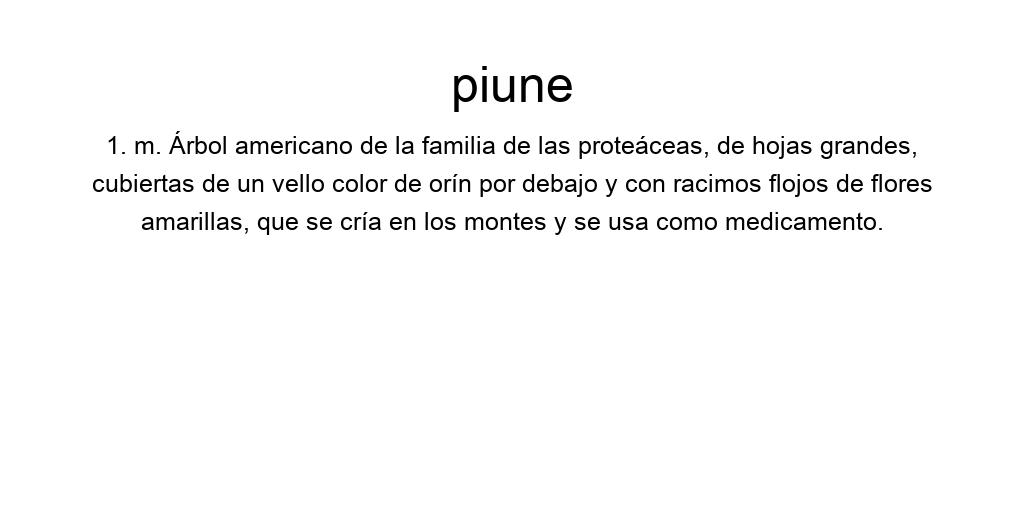 piune
1. m. Árbol americano de la familia de las proteáceas, de hojas grandes,
cubiertas de un vello color de orín por debajo y con racimos flojos de flores
amarillas, que se cría en los montes y se usa como medicamento.